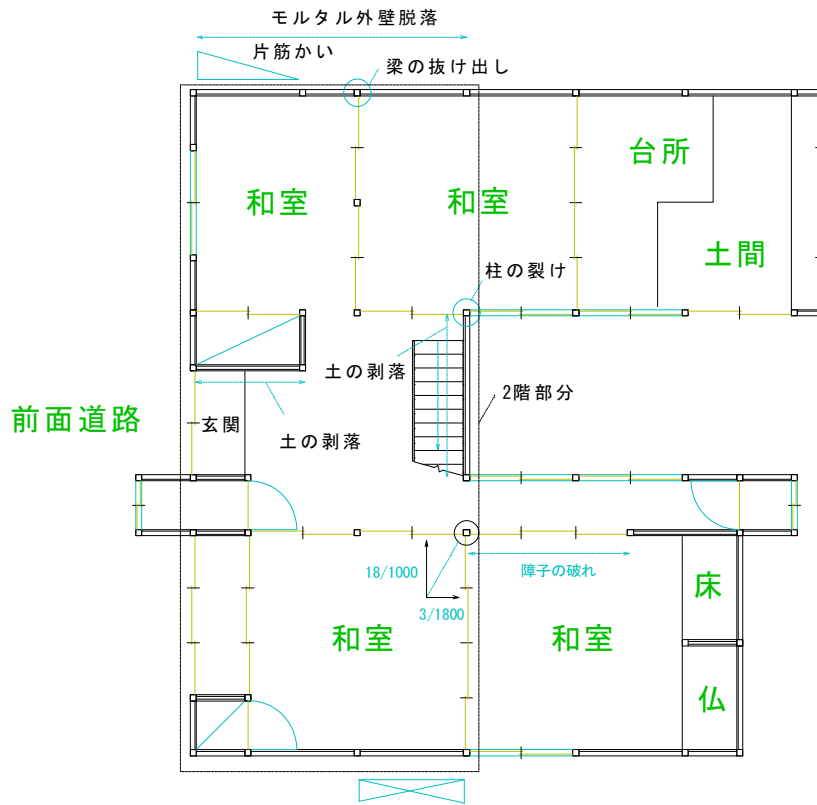 モルタル外壁脱落
片筋かい
梁の抜け出し
台所
和室
和室
土間
柱の裂け
土の剥落
2階部分
前面道路
玄関
土の剥落
18/1000
障子の破れ
床
3/1800
和室
和室
仏